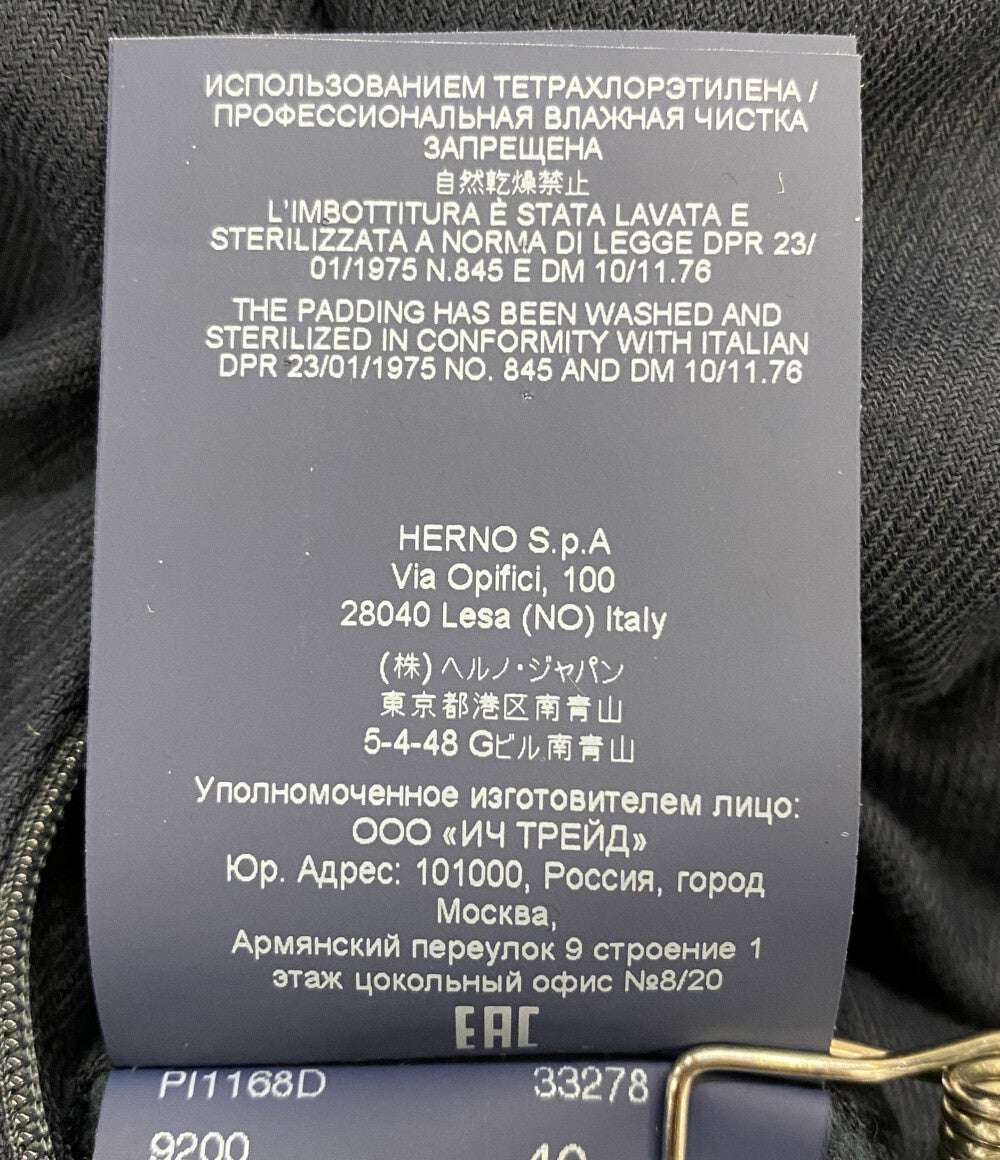 ИСПОЛЬЗОВАНИЕМ ТЕТРАХЛОРЭТИЛЕНА /
ПРОФЕССИОНАЛЬНАЯ ВЛАЖНАЯ ЧИСТКА
ЗАПРЕЩЕНА
自然乾燥禁止
L'IMBOTTITURA È STATA LAVATA E
STERILIZZATA A NORMA DI LEGGE DPR 23/
01/1975 N.845 E DM 10/11.76
THE PADDING HAS BEEN WASHED AND
STERILIZED IN CONFORMITY WITH ITALIAN
DPR 23/01/1975 NO. 845 AND DM 10/11.76
HERNO S.p.A
Via Opifici, 100
28040 Lesa (NO) Italy
(株)ヘルノ・ジャパン
東京都港区南青山
5-4-48 Gビル南青山
Уполномоченное изготовителем лицо:
ООО «ИЧ ТРЕЙД»
Юр. Адрес: 101000, Россия, город
Москва,
Армянский переулок 9 строение 1
этаж цокольный офис №8/20
EAC
PI1168D 33278
9200 40